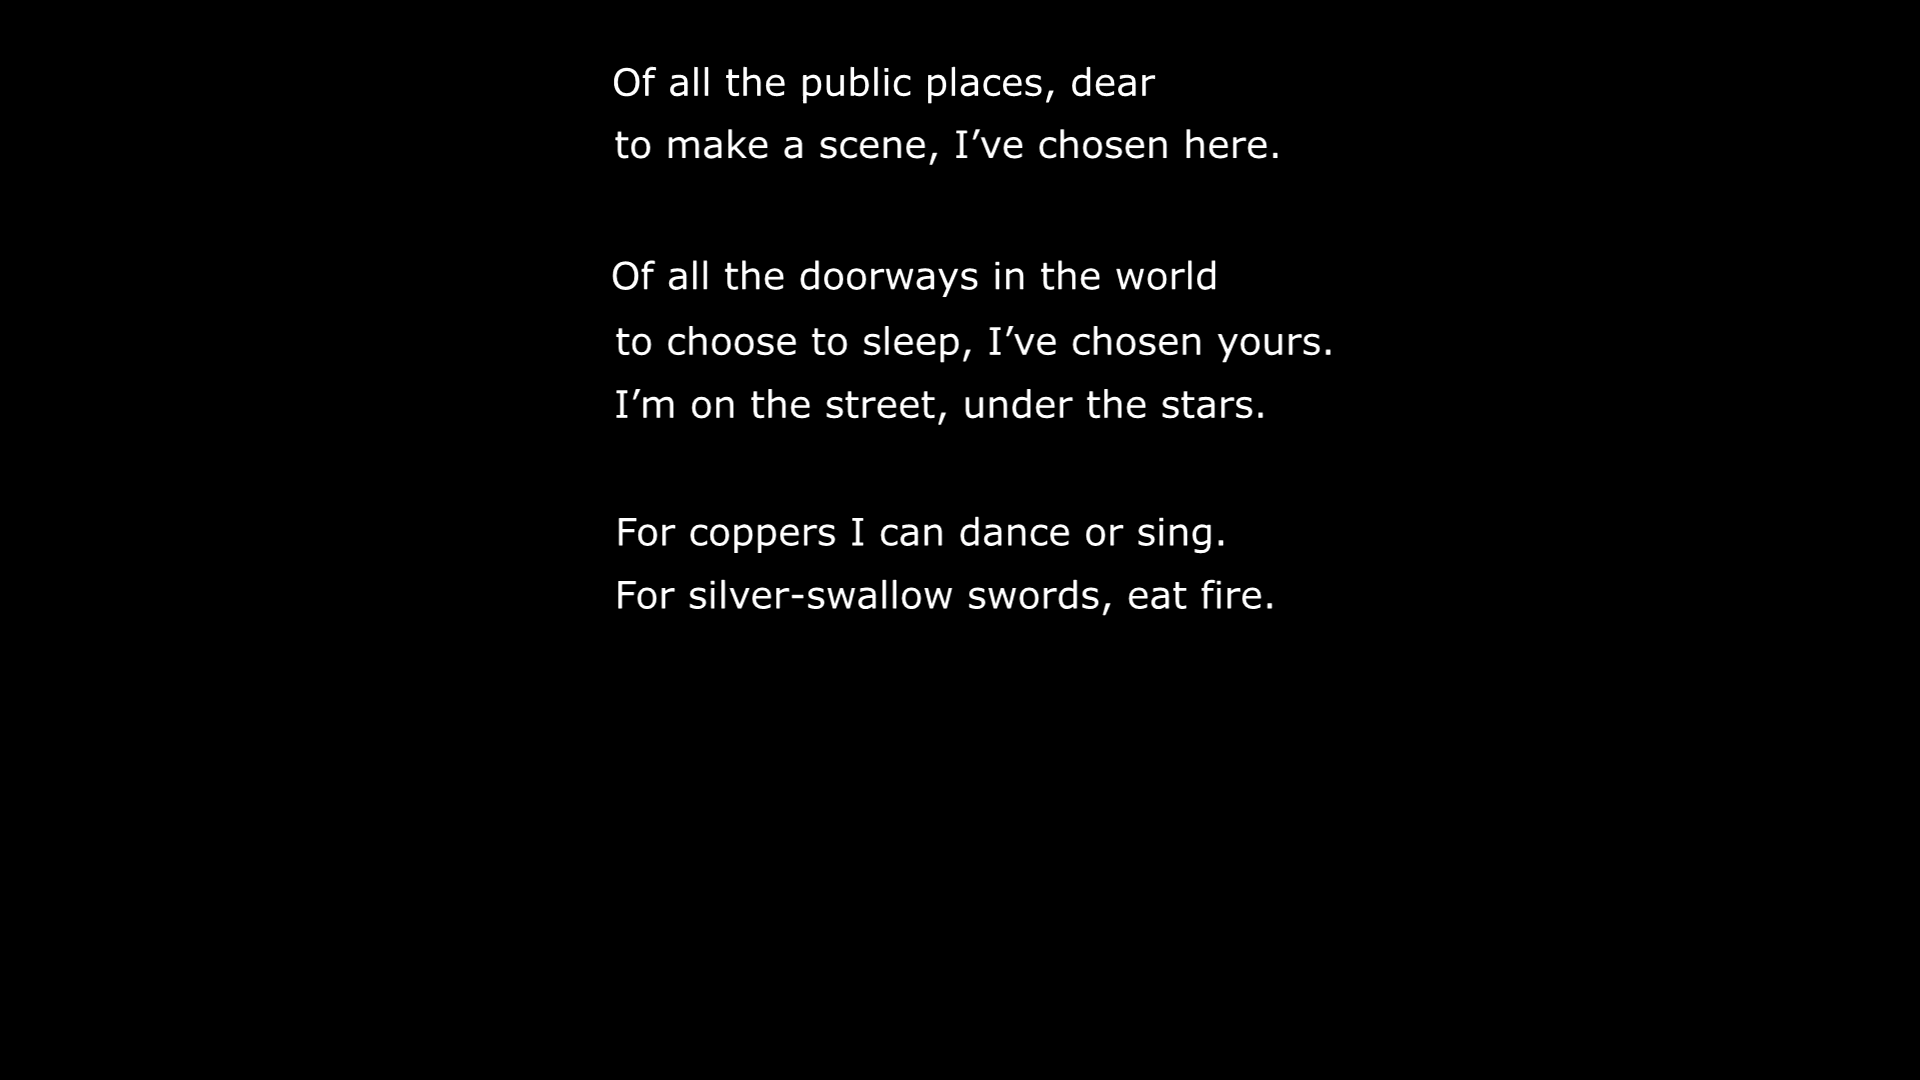 Of all the public places, dear
to make a scene, I’ve chosen here.
Of all the doorways in the world
to choose to sleep, I’ve chosen yours.
I’m on the street, under the stars.
For coppers I can dance or sing.
For silver-swallow swords, eat fire.